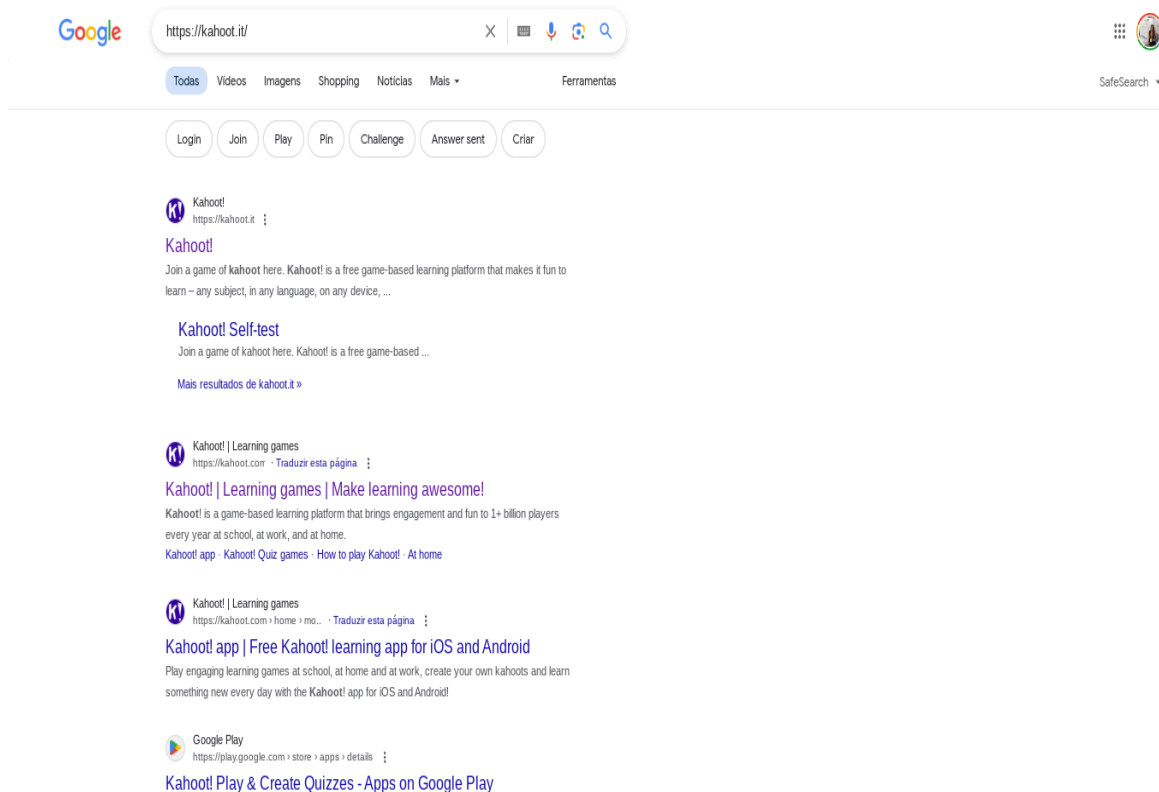 Google
https://kahoot.it/
Todas Vídeos Imagens Shopping Notícias Mais Ferramentas
SafeSearch
Login Join Play Pin Challenge Answer sent Criar
Kahoot!
https://kahoot.it
Kahoot!
Join a game of kahoot here. Kahoot! is a free game-based learning platform that makes it fun to
learn – any subject, in any language, on any device, ...
Kahoot! Self-test
Join a game of kahoot here. Kahoot! is a free game-based ...
Mais resultados de kahoot.it »
Kahoot! | Learning games
https://kahoot.com · Traduzir esta página
Kahoot! | Learning games | Make learning awesome!
Kahoot! is a game-based learning platform that brings engagement and fun to 1+ billion players
every year at school, at work, and at home.
Kahoot! app · Kahoot! Quiz games · How to play Kahoot! · At home
Kahoot! | Learning games
https://kahoot.com › home › mo... · Traduzir esta página
Kahoot! app | Free Kahoot! learning app for iOS and Android
Play engaging learning games at school, at home and at work, create your own kahoots and learn
something new every day with the Kahoot! app for iOS and Android!
Google Play
https://play.google.com › store › apps › details
Kahoot! Play & Create Quizzes - Apps on Google Play